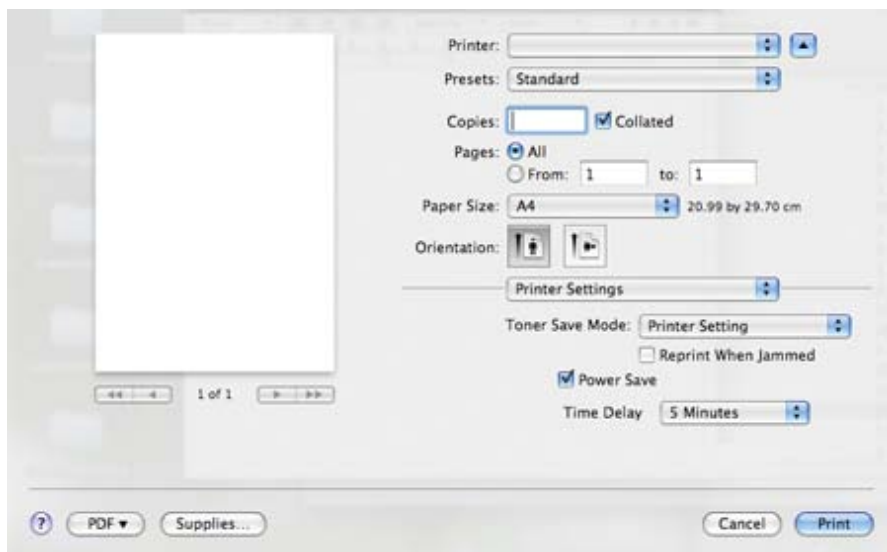 Printer:
Presets: Standard
Copies: Collated
Pages: All
From: 1 to: 1
Paper Size: A4 20.99 by 29.70 cm
Orientation:
Printer Settings
Toner Save Mode: Printer Setting
Reprint When Jammed
Power Save
1 of 1
Time Delay 5 Minutes
? PDF Supplies... Cancel Print